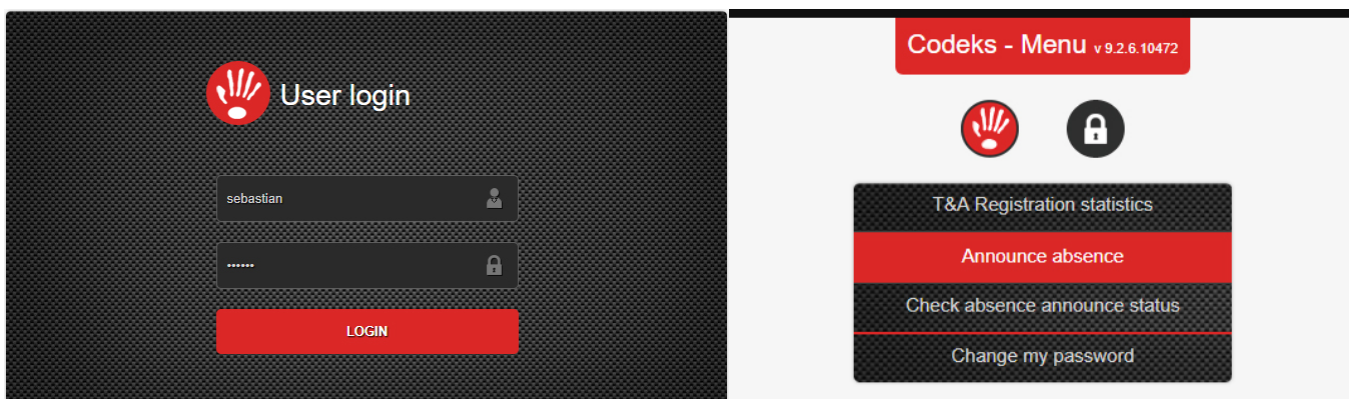 User login
sebastian
••••••
LOGIN
Codeks - Menu v 9.2.6.10472
T&A Registration statistics
Announce absence
Check absence announce status
Change my password